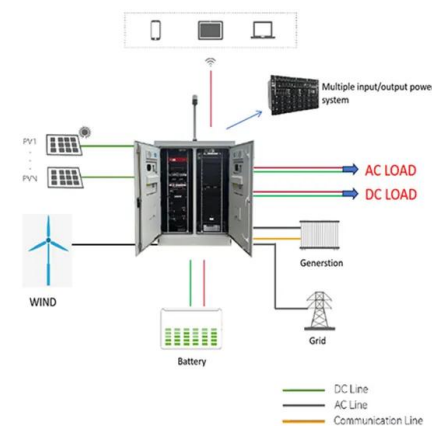 Multiple input/output power
system
PV1
PVN
AC LOAD
DC LOAD
WIND
Generstion
Grid
Battery
DC Line
AC Line
Communication Line